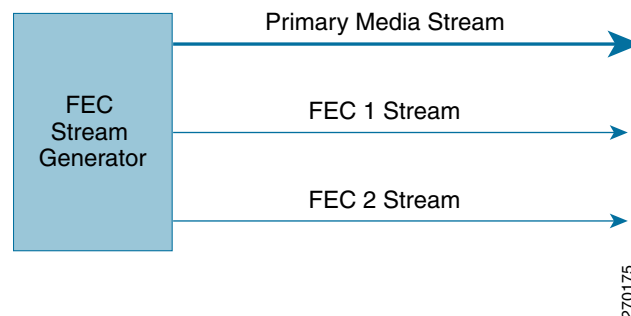 Primary Media Stream
FEC
Stream
Generator
FEC 1 Stream
FEC 2 Stream
270175